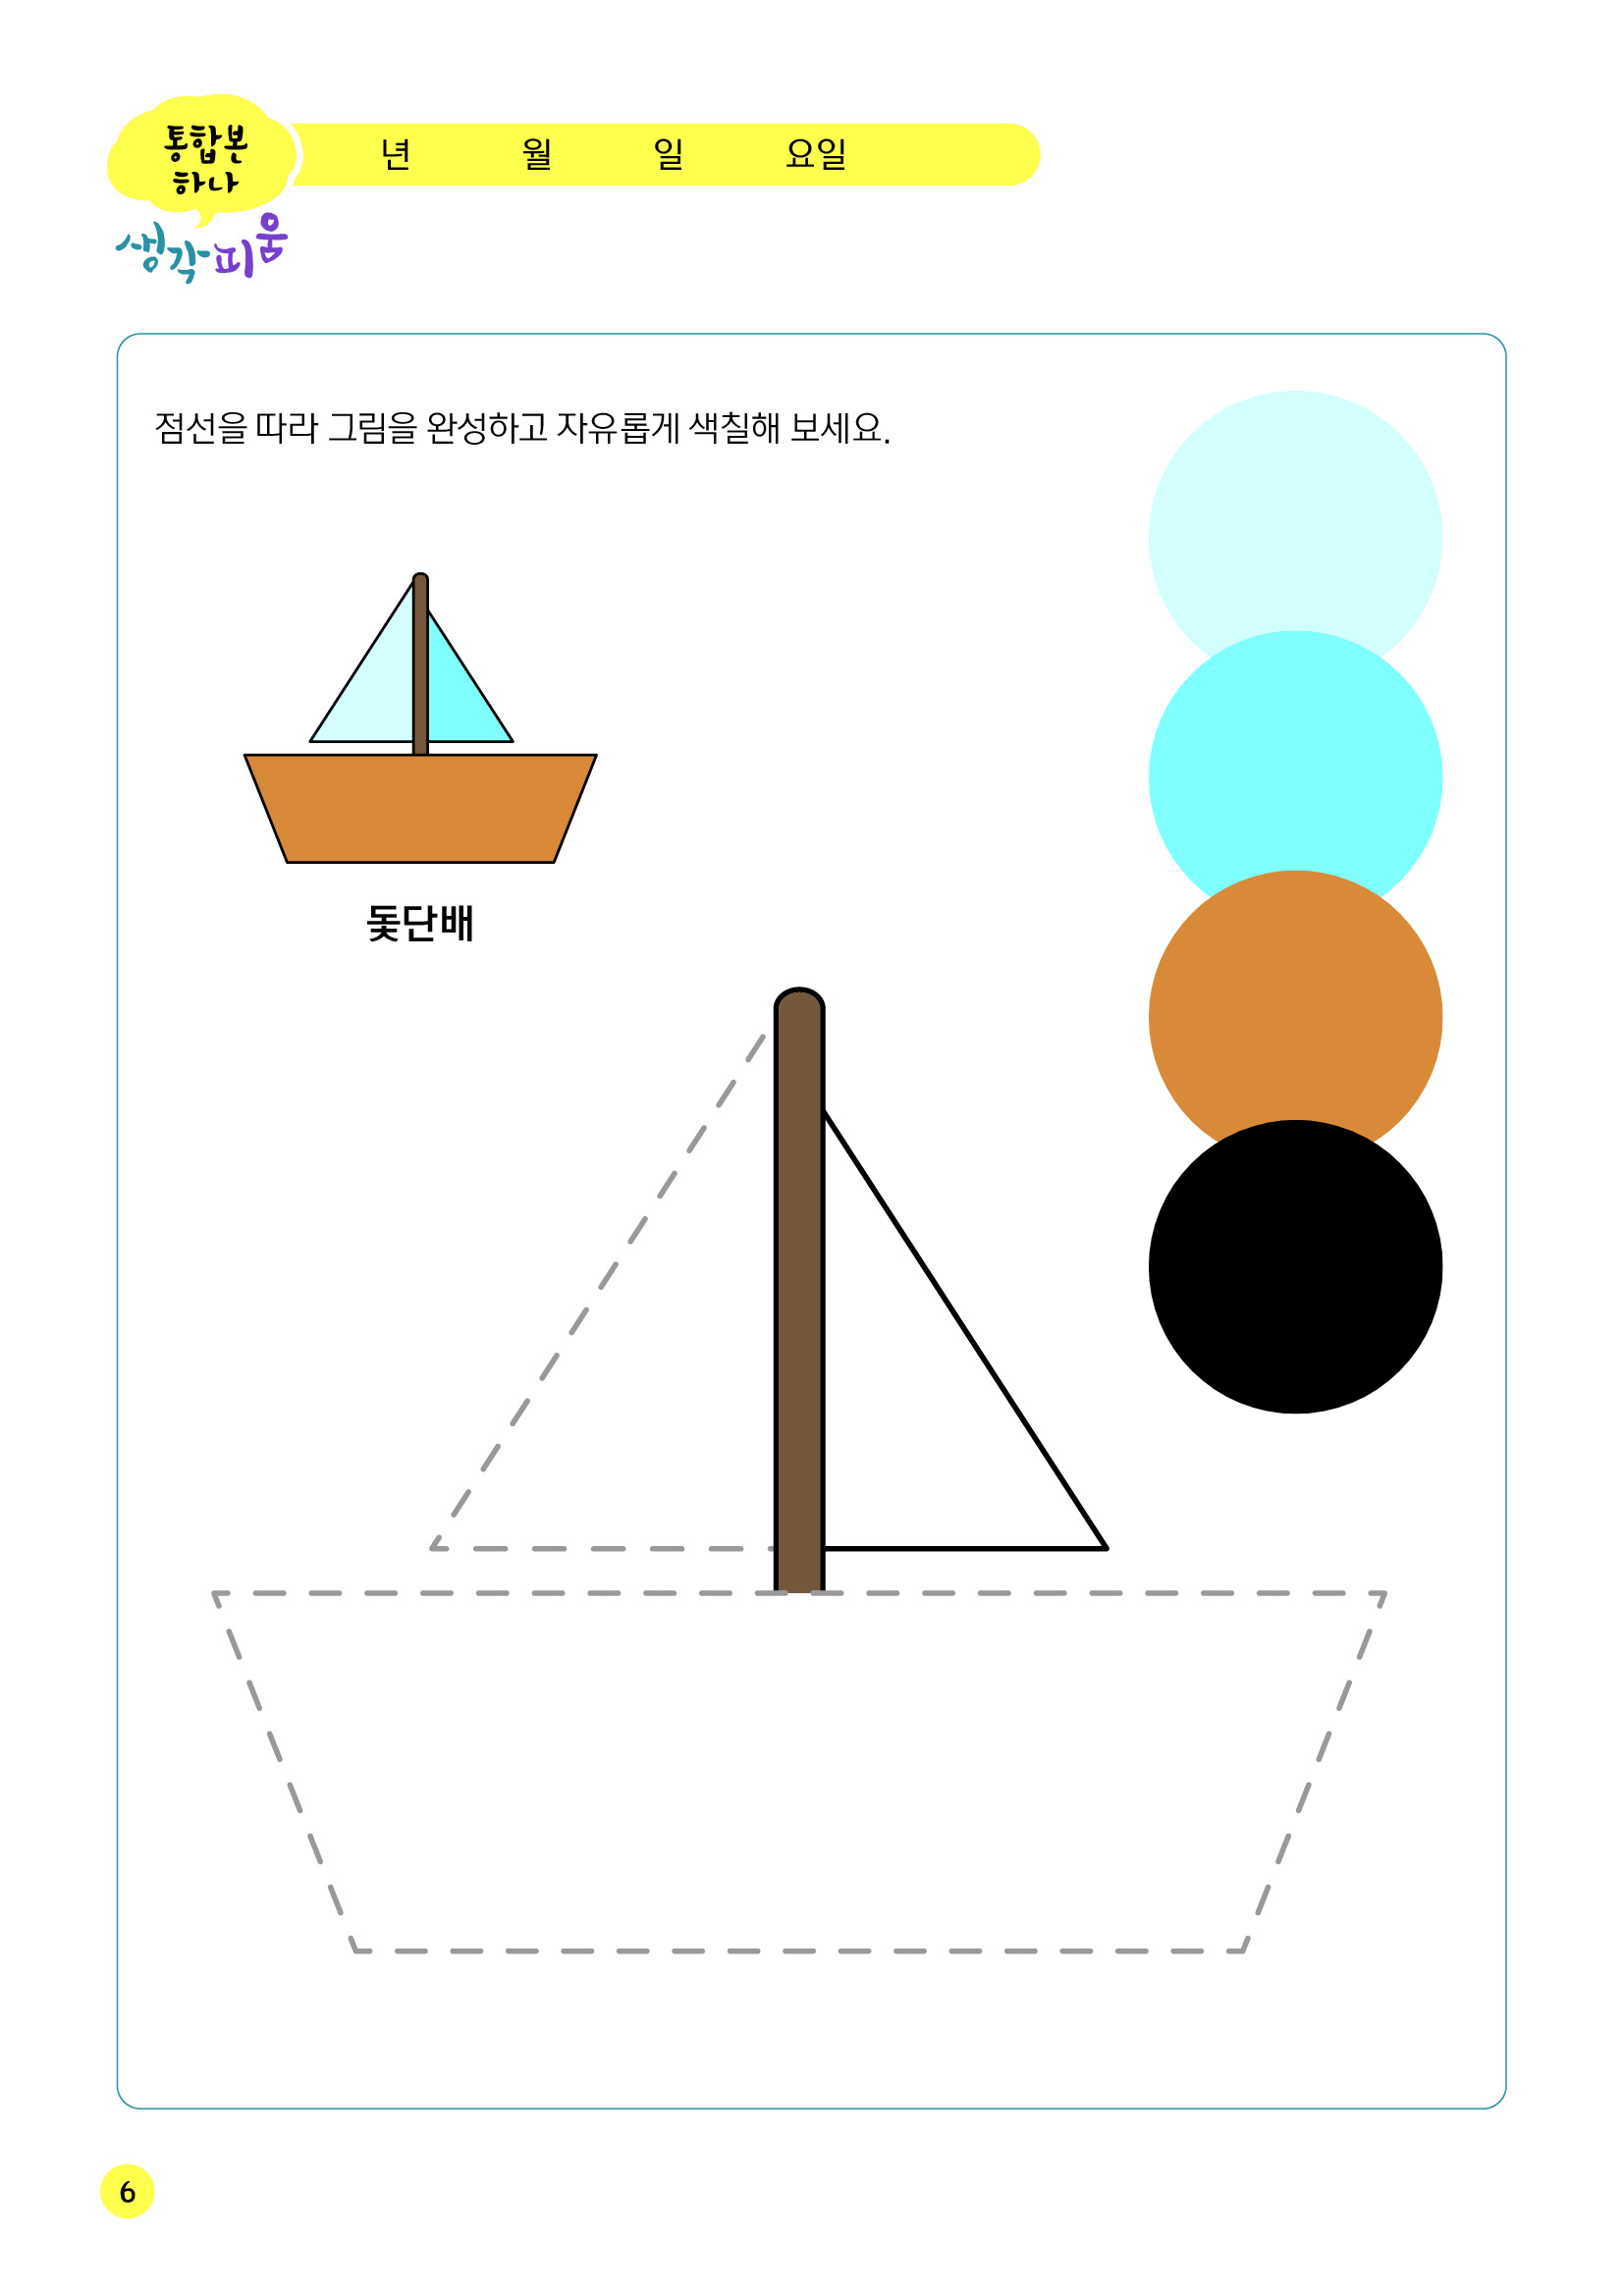 통합본
하나
생각피움
년 월 일 요일
점선을 따라 그림을 완성하고 자유롭게 색칠해 보세요.
돛단배
6